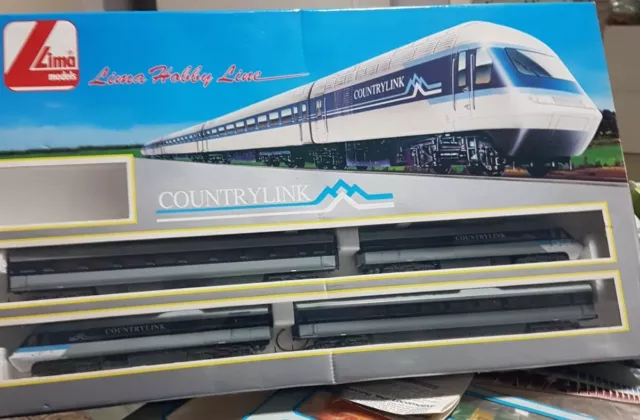 Lima
models
Lima Hobby Line
COUNTRYLINK
COUNTRYLINK
COUNTRYLINK
COUNTRYLINK